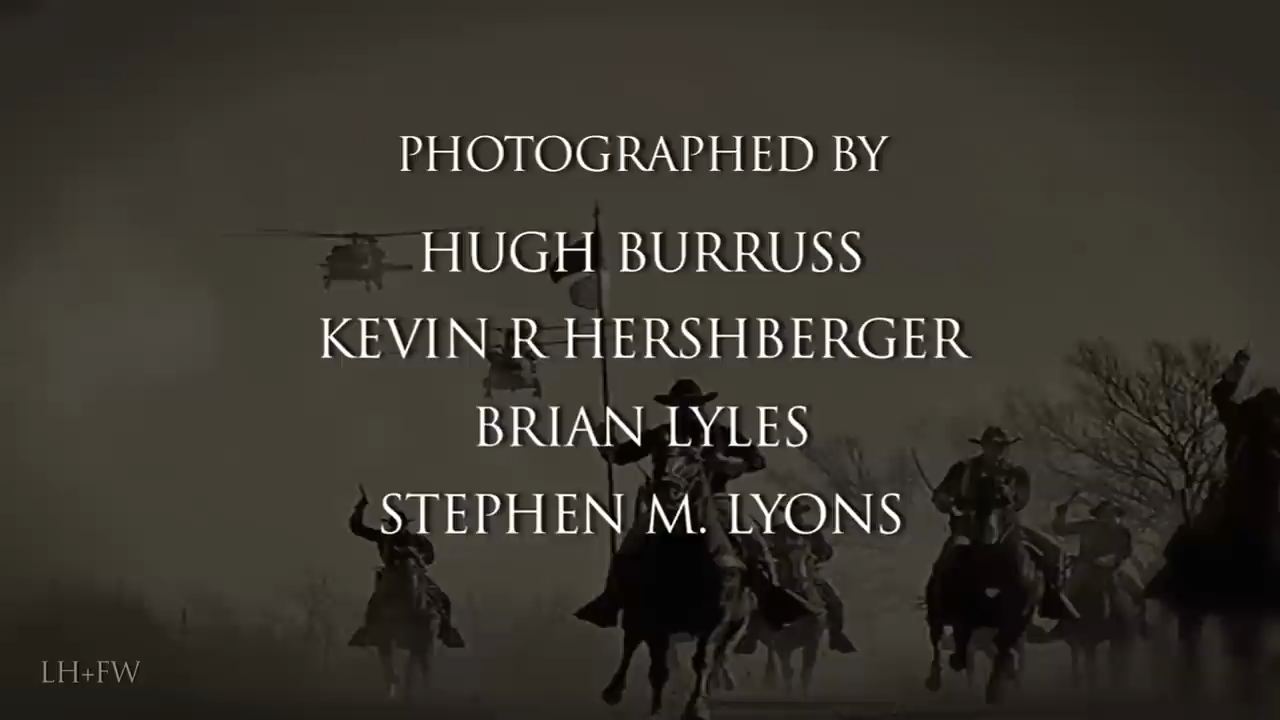 PHOTOGRAPHED BY
HUGH BURRUSS
KEVIN R HERSHBERGER
BRIAN LYLES
STEPHEN M. LYONS
LH+FW